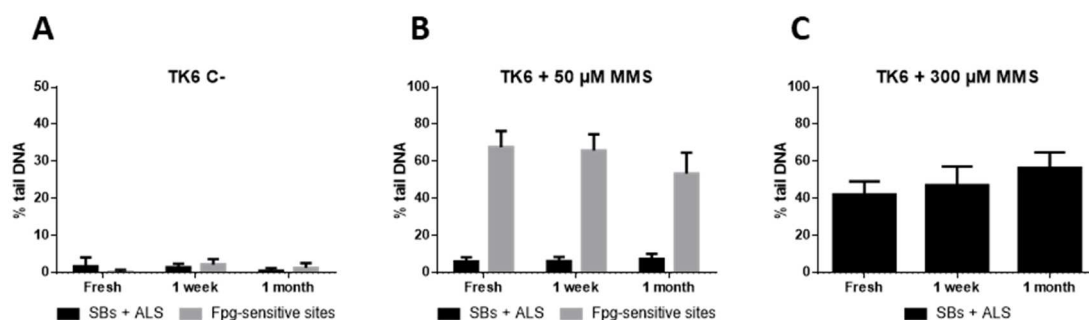 A
TK6 C-
% tail DNA
50
40
30
20
10
0
Fresh
1 week
1 month
SBs + ALS
Fpg-sensitive sites
B
TK6 + 50 µM MMS
% tail DNA
100
80
60
40
20
0
Fresh
1 week
1 month
SBs + ALS
Fpg-sensitive sites
C
TK6 + 300 µM MMS
% tail DNA
100
80
60
40
20
0
Fresh
1 week
1 month
SBs + ALS